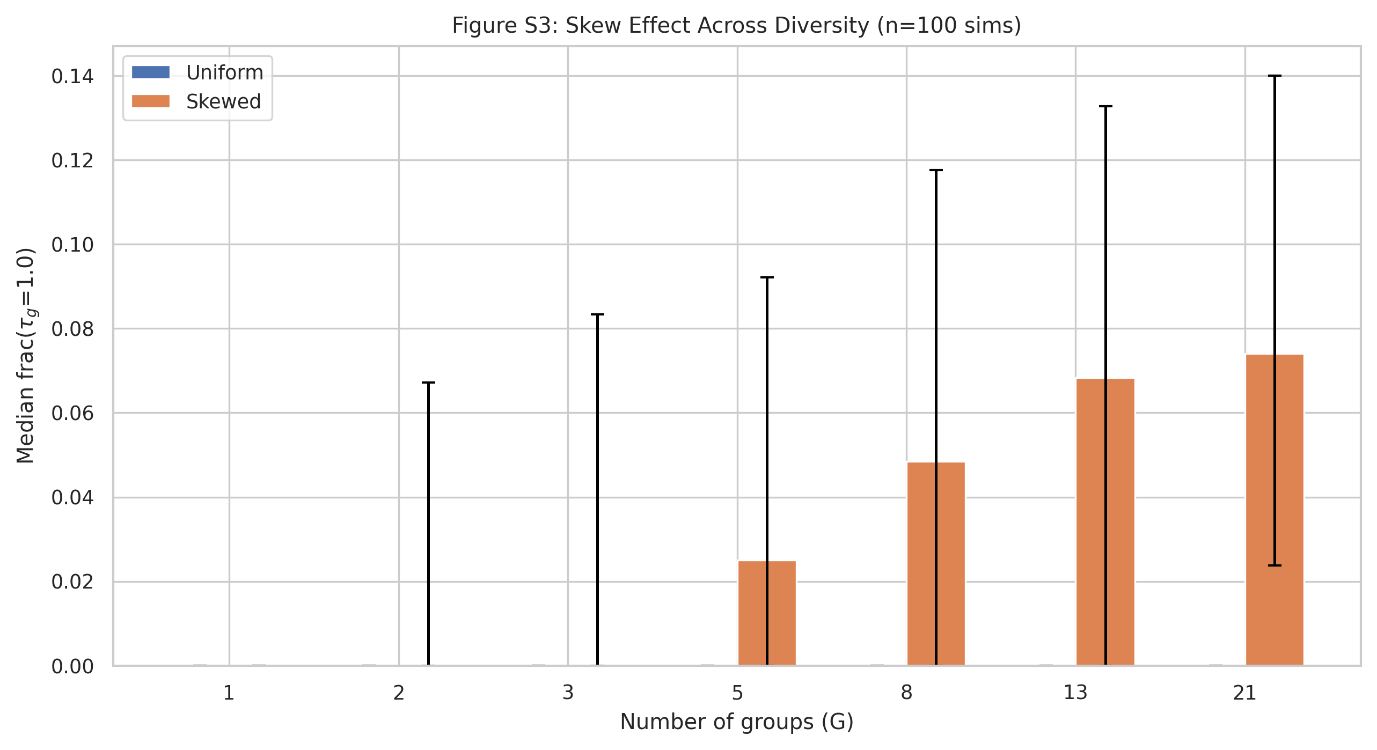 Figure S3: Skew Effect Across Diversity (n=100 sims)
Uniform
Skewed
Median frac(τg=1.0)
0.14
0.12
0.10
0.08
0.06
0.04
0.02
0.00
1 2 3 5 8 13 21
Number of groups (G)